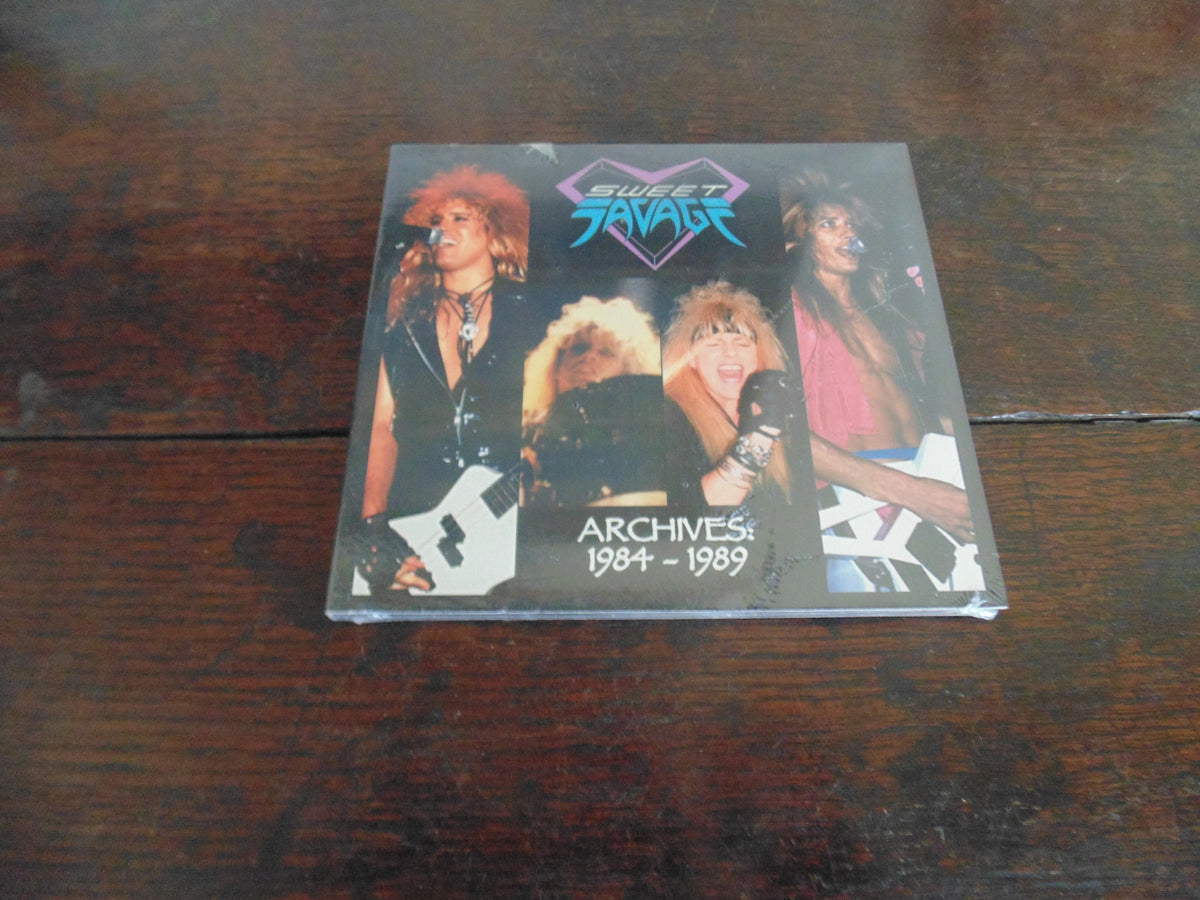 SWEET
SAVAGE
ARCHIVES:
1984 - 1989